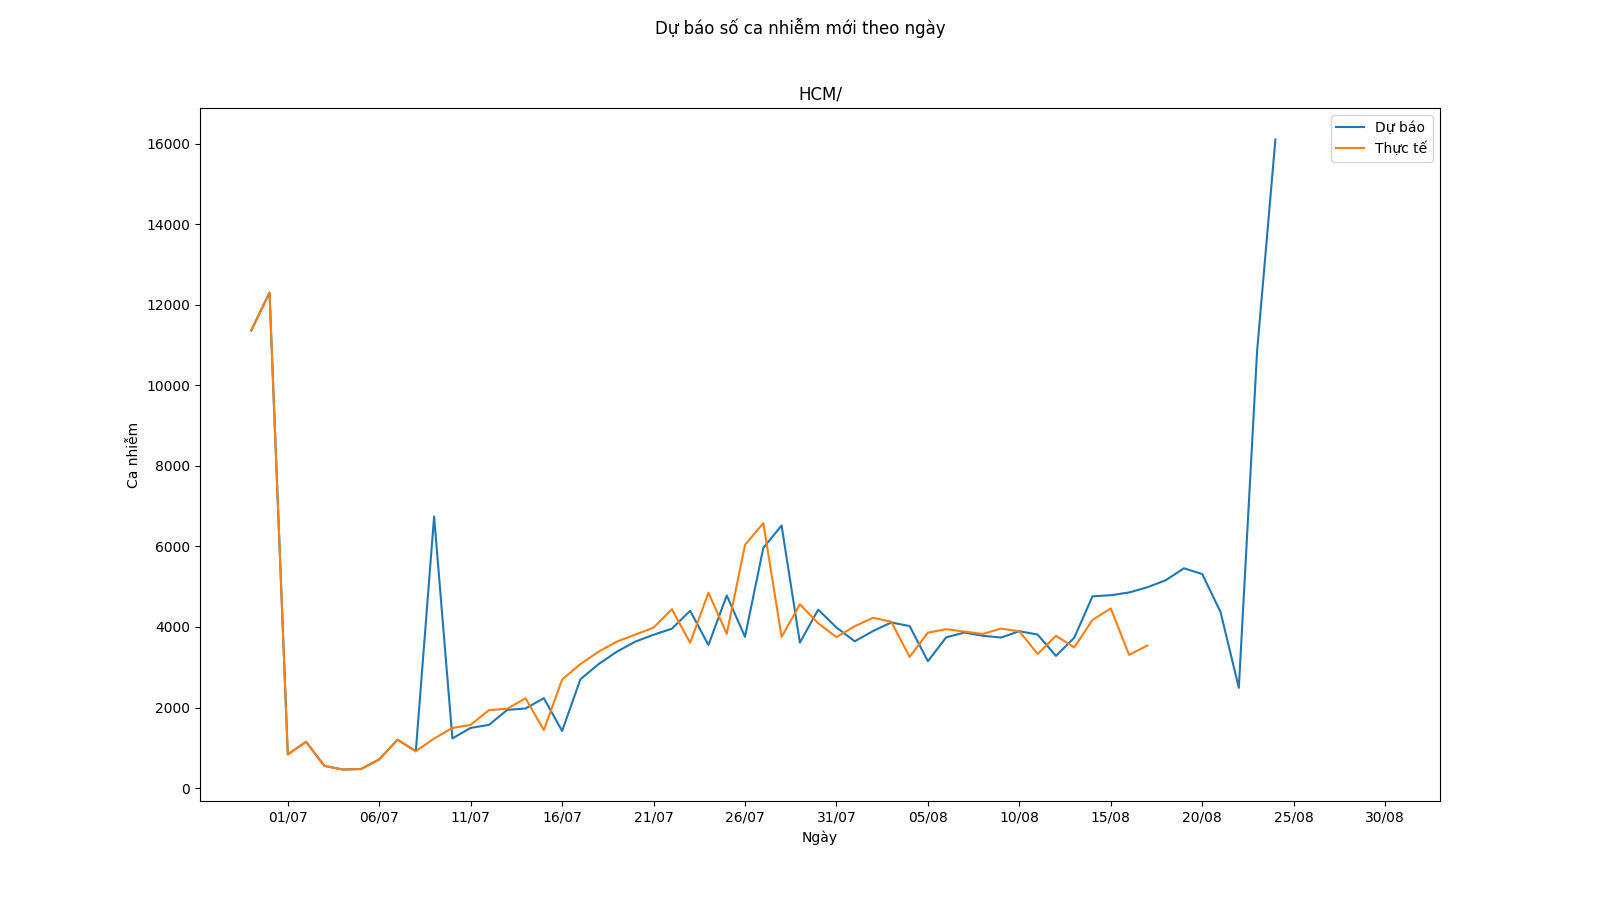 Dự báo số ca nhiễm mới theo ngày
HCM/
Dự báo
Thực tế
16000
14000
12000
10000
8000
6000
4000
2000
0
Ca nhiễm
01/07 06/07 11/07 16/07 21/07 26/07 31/07 05/08 10/08 15/08 20/08 25/08 30/08
Ngày